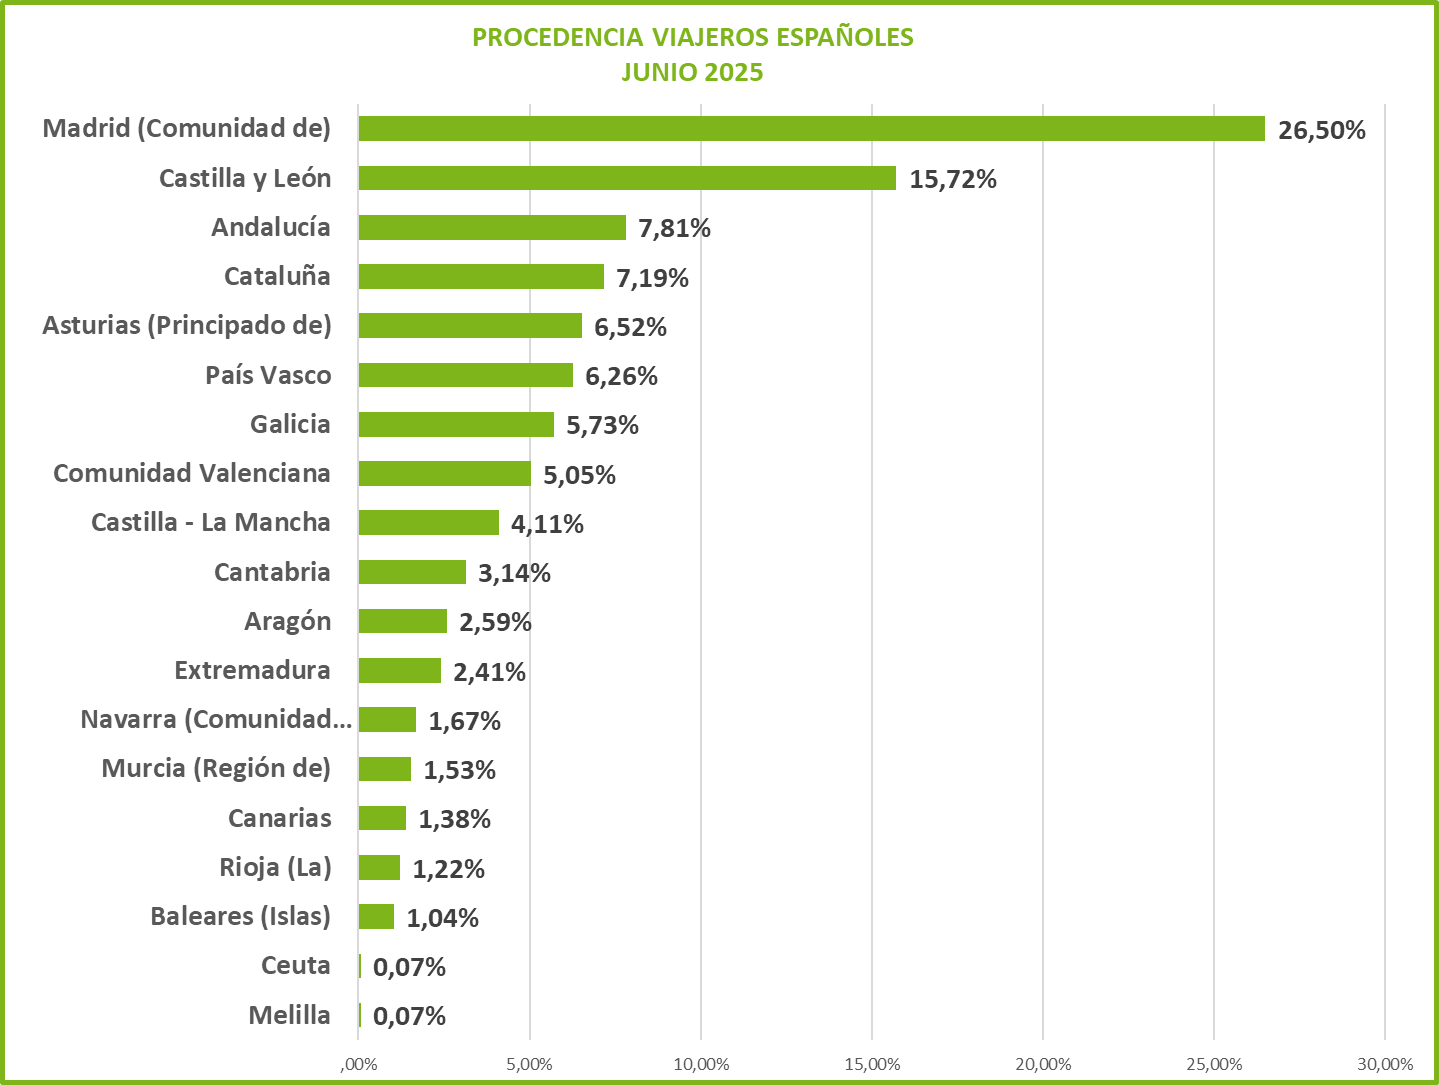 PROCEDENCIA VIAJEROS ESPAÑOLES
JUNIO 2025
Madrid (Comunidad de) 26,50%
Castilla y León 15,72%
Andalucía 7,81%
Cataluña 7,19%
Asturias (Principado de) 6,52%
País Vasco 6,26%
Galicia 5,73%
Comunidad Valenciana 5,05%
Castilla - La Mancha 4,11%
Cantabria 3,14%
Aragón 2,59%
Extremadura 2,41%
Navarra (Comunidad... 1,67%
Murcia (Región de) 1,53%
Canarias 1,38%
Rioja (La) 1,22%
Baleares (Islas) 1,04%
Ceuta 0,07%
Melilla 0,07%
,00% 5,00% 10,00% 15,00% 20,00% 25,00% 30,00%